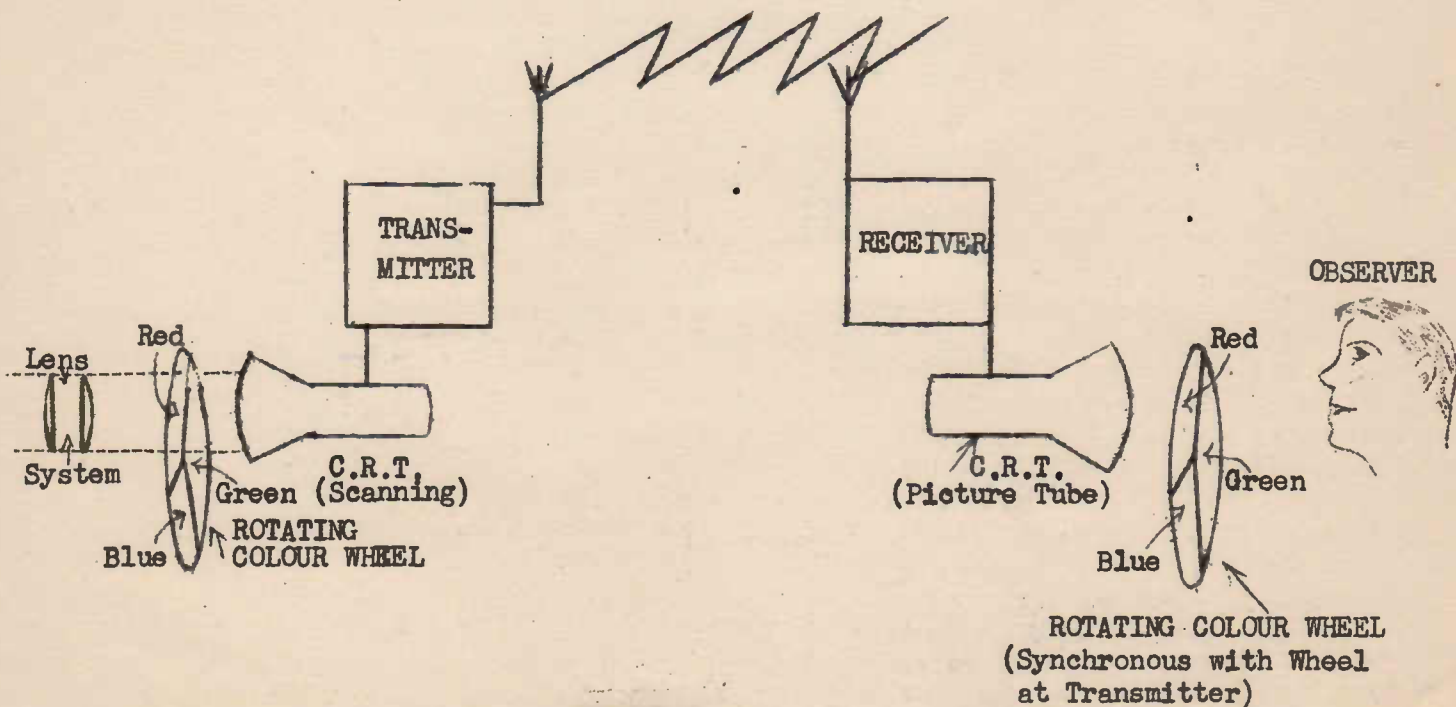 TRANS-
MITTER
RECEIVER
OBSERVER
Lens
System
Red
Green
Blue
C.R.T.
(Scanning)
ROTATING
COLOUR WHEEL
C.R.T.
(Picture Tube)
Red
Green
Blue
ROTATING COLOUR WHEEL
(Synchronous with Wheel
at Transmitter)